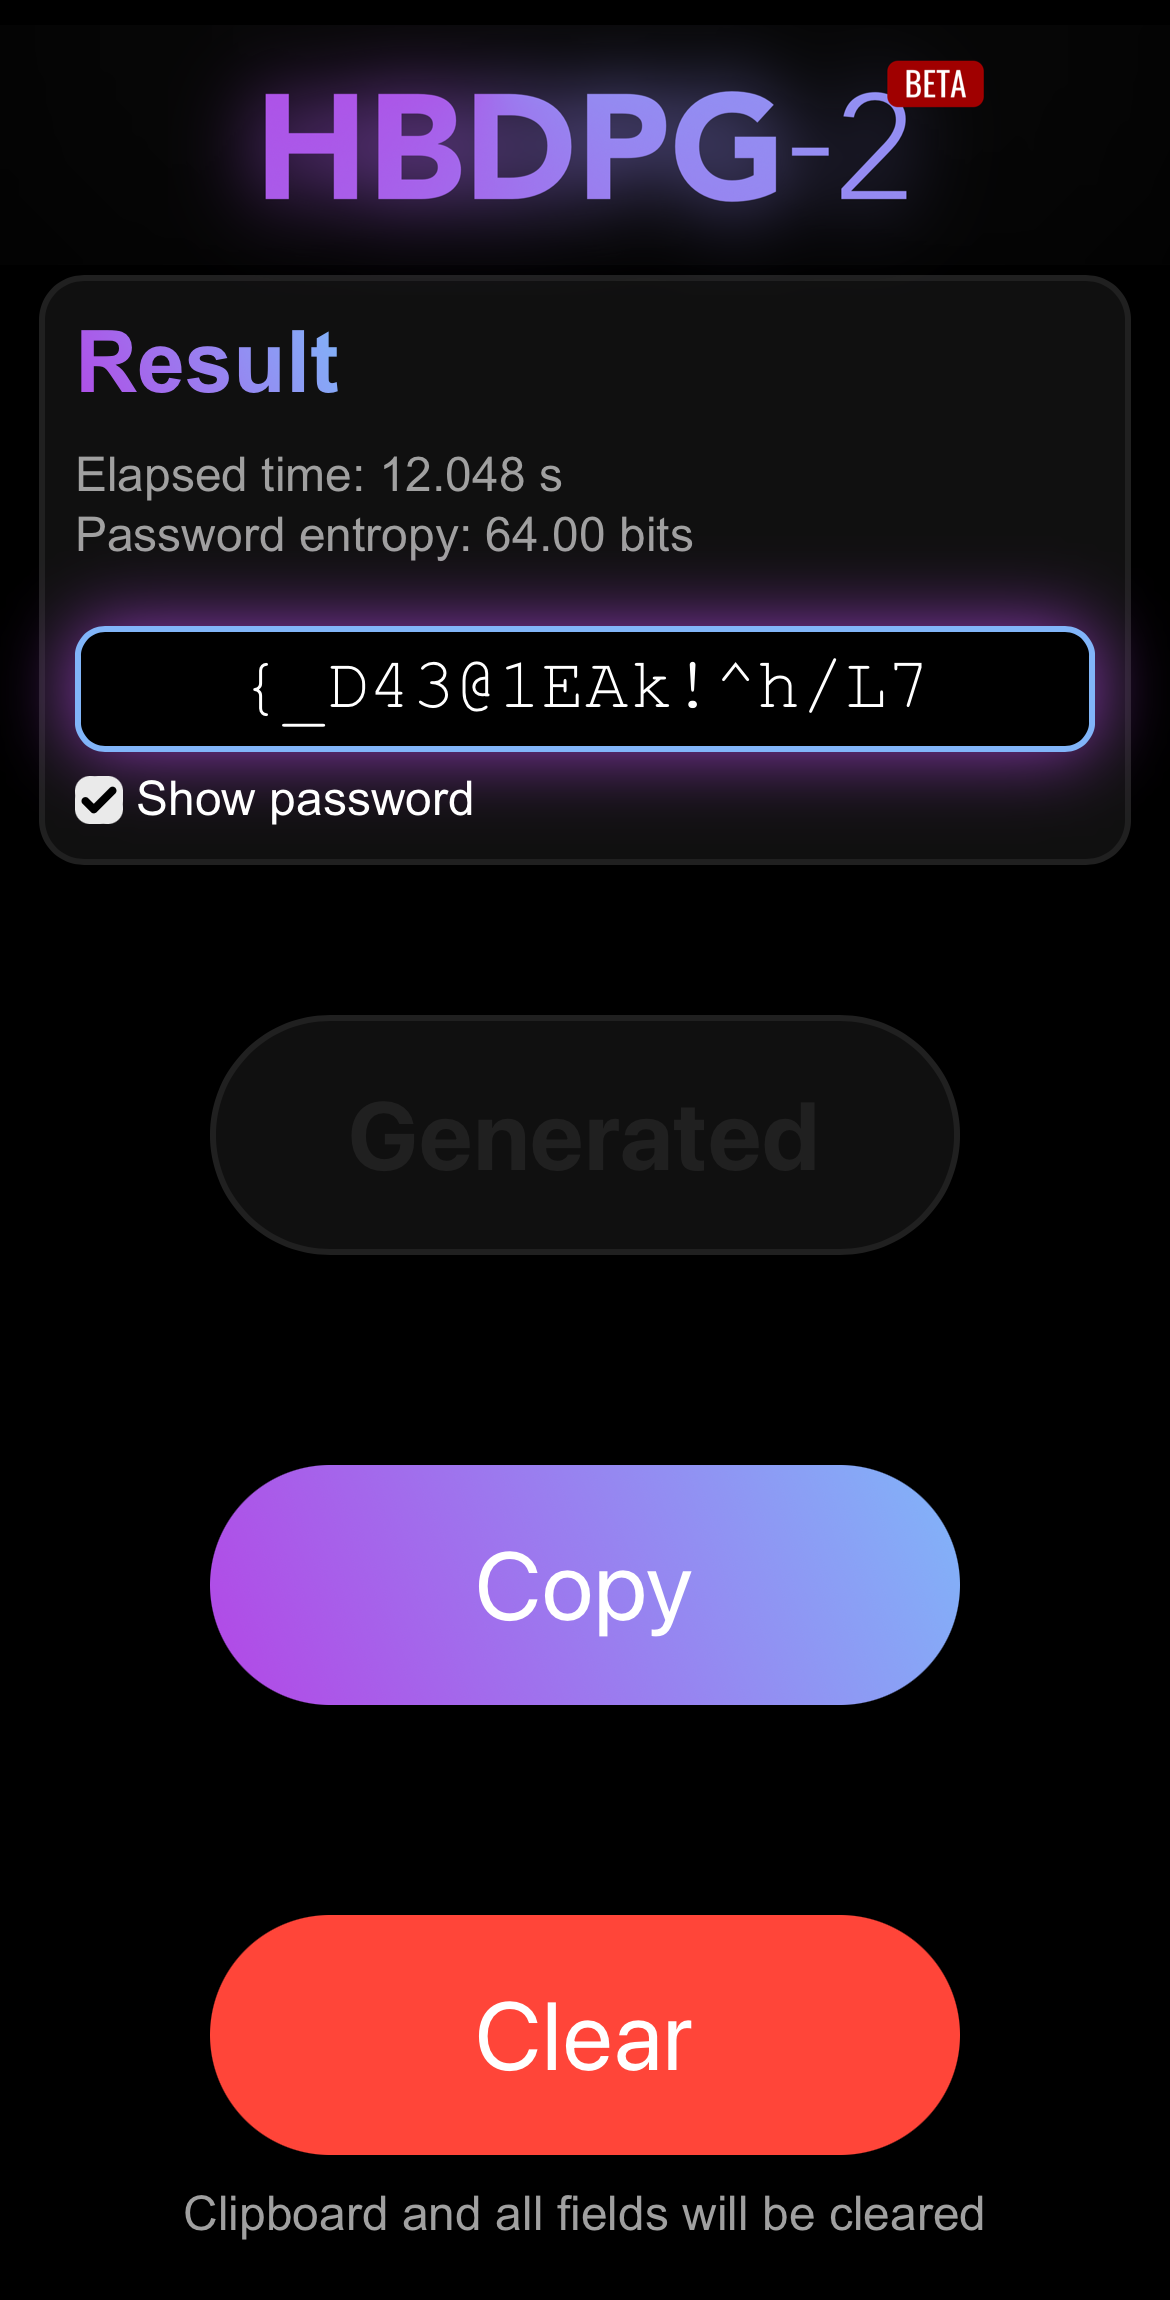 HBDPG-2 BETA
Result
Elapsed time: 12.048 s
Password entropy: 64.00 bits
{_D43@1EAk!^h/L7
Show password
Generated
Copy
Clear
Clipboard and all fields will be cleared